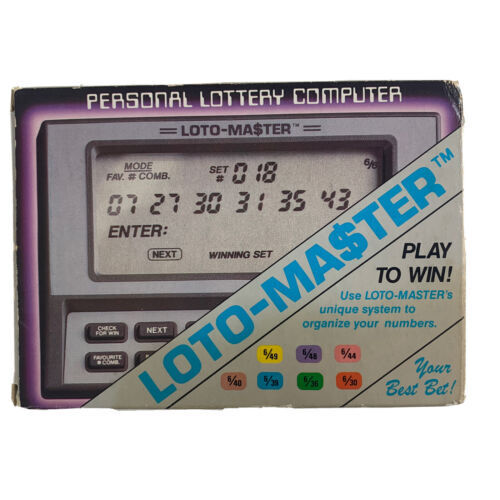 PERSONAL LOTTERY COMPUTER
LOTO-MA$TER™
MODE
FAV. # COMB.
SET # 018
6/6
07 27 30 31 35 43
ENTER:
NEXT WINNING SET
CHECK FOR WIN
NEXT
FAVOURITE # COMB.
LOTO-MA$TER™
PLAY
TO WIN!
Use LOTO-MASTER's
unique system to
organize your numbers.
6/49 6/48 6/44
6/40 6/39 6/36 6/30
Your
Best Bet!